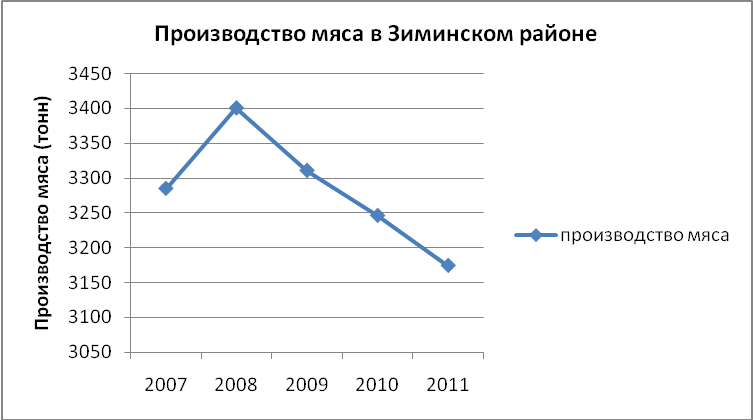 Производство мяса в Зиминском районе
Производство мяса (тонн)
3450
3400
3350
3300
3250
3200
3150
3100
3050
2007 2008 2009 2010 2011
производство мяса